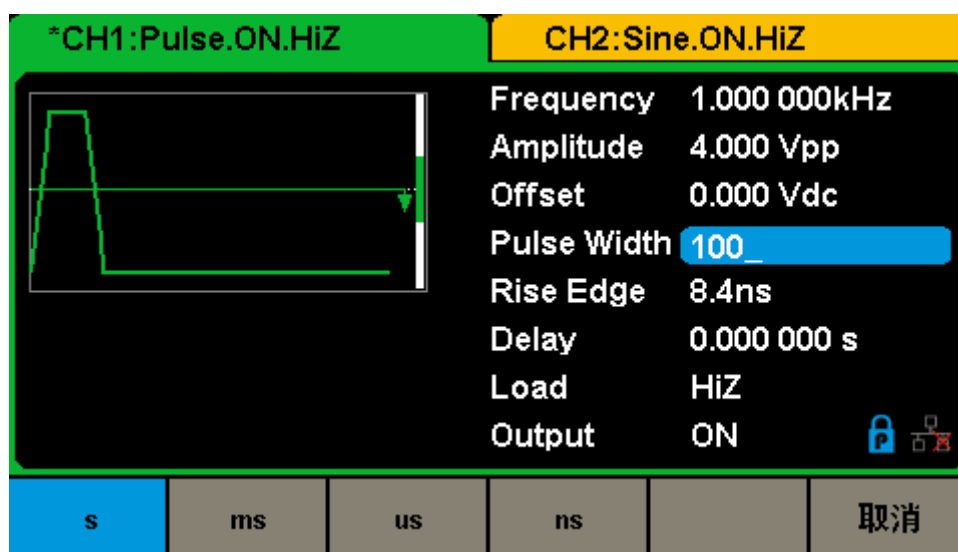 *CH1:Pulse.ON.HiZ CH2:Sine.ON.HiZ
Frequency 1.000 000kHz
Amplitude 4.000 Vpp
Offset 0.000 Vdc
Pulse Width 100_
Rise Edge 8.4ns
Delay 0.000 000 s
Load HiZ
Output ON P
s ms us ns 取消